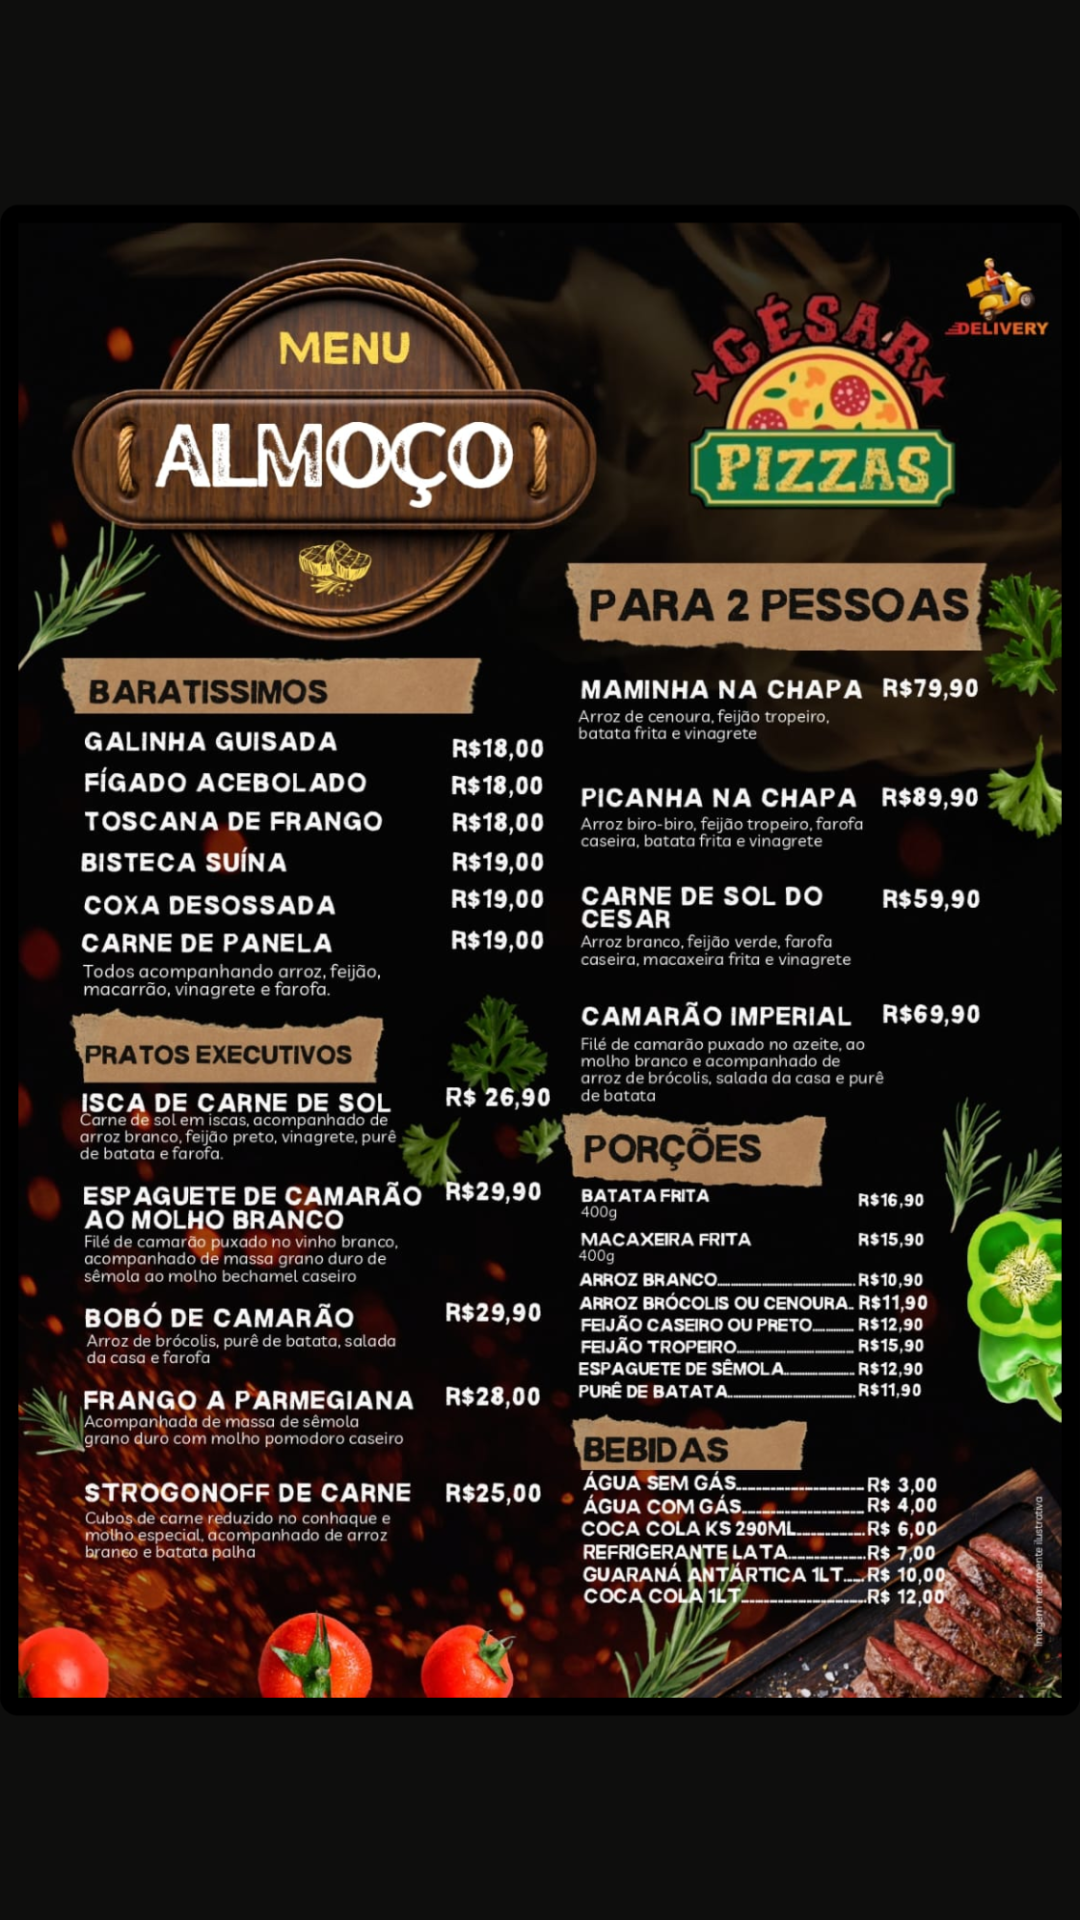 MENU
ALMOÇO
CÉSAR
PIZZAS
DELIVERY
BARATISSIMOS
GALINHA GUISADA R$18,00
FÍGADO ACEBOLADO R$18,00
TOSCANA DE FRANGO R$18,00
BISTECA SUÍNA R$19,00
COXA DESOSSADA R$19,00
CARNE DE PANELA R$19,00
Todos acompanhando arroz, feijão,
macarrão, vinagrete e farofa.
PRATOS EXECUTIVOS
ISCA DE CARNE DE SOL R$ 26,90
Carne de sol em iscas, acompanhado de
arroz branco, feijão preto, vinagrete, purê
de batata e farofa.
ESPAGUETE DE CAMARÃO R$29,90
AO MOLHO BRANCO
Filé de camarão puxado no vinho branco,
acompanhado de massa grano duro de
sêmola ao molho bechamel caseiro
BOBÓ DE CAMARÃO R$29,90
Arroz de brócolis, purê de batata, salada
da casa e farofa
FRANGO A PARMEGIANA R$28,00
Acompanhada de massa de sêmola
grano duro com molho pomodoro caseiro
STROGONOFF DE CARNE R$25,00
Cubos de carne reduzido no conhaque e
molho especial, acompanhado de arroz
branco e batata palha
PARA 2 PESSOAS
MAMINHA NA CHAPA R$79,90
Arroz de cenoura, feijão tropeiro,
batata frita e vinagrete
PICANHA NA CHAPA R$89,90
Arroz biro-biro, feijão tropeiro, farofa
caseira, batata frita e vinagrete
CARNE DE SOL DO R$59,90
CESAR
Arroz branco, feijão verde, farofa
caseira, macaxeira frita e vinagrete
CAMARÃO IMPERIAL R$69,90
Filé de camarão puxado no azeite, ao
molho branco e acompanhado de
arroz de brócolis, salada da casa e purê
de batata
PORÇÕES
BATATA FRITA R$16,90
400g
MACAXEIRA FRITA R$15,90
400g
ARROZ BRANCO R$10,90
ARROZ BRÓCOLIS OU CENOURA R$11,90
FEIJÃO CASEIRO OU PRETO R$12,90
FEIJÃO TROPEIRO R$15,90
ESPAGUETE DE SÊMOLA R$12,90
PURÊ DE BATATA R$11,90
BEBIDAS
ÁGUA SEM GÁS R$ 3,00
ÁGUA COM GÁS R$ 4,00
COCA COLA KS 290ML R$ 6,00
REFRIGERANTE LATA R$ 7,00
GUARANÁ ANTÁRTICA 1LT R$ 10,00
COCA COLA 1LT R$ 12,00
Imagem meramente ilustrativa